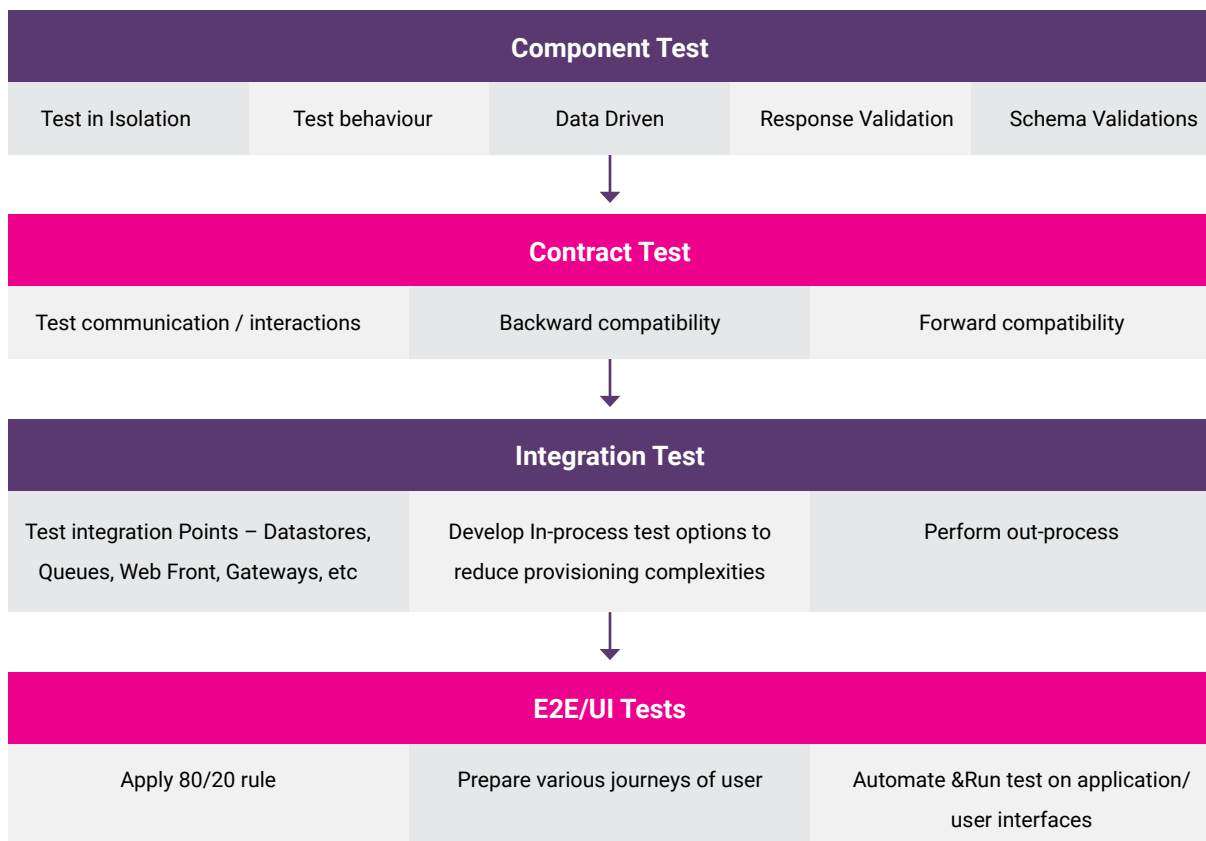 Component Test
Test in Isolation
Test behaviour
Data Driven
Response Validation
Schema Validations
Contract Test
Test communication / interactions
Backward compatibility
Forward compatibility
Integration Test
Test integration Points – Datastores,
Queues, Web Front, Gateways, etc
Develop In-process test options to
reduce provisioning complexities
Perform out-process
E2E/UI Tests
Apply 80/20 rule
Prepare various journeys of user
Automate &Run test on application/
user interfaces